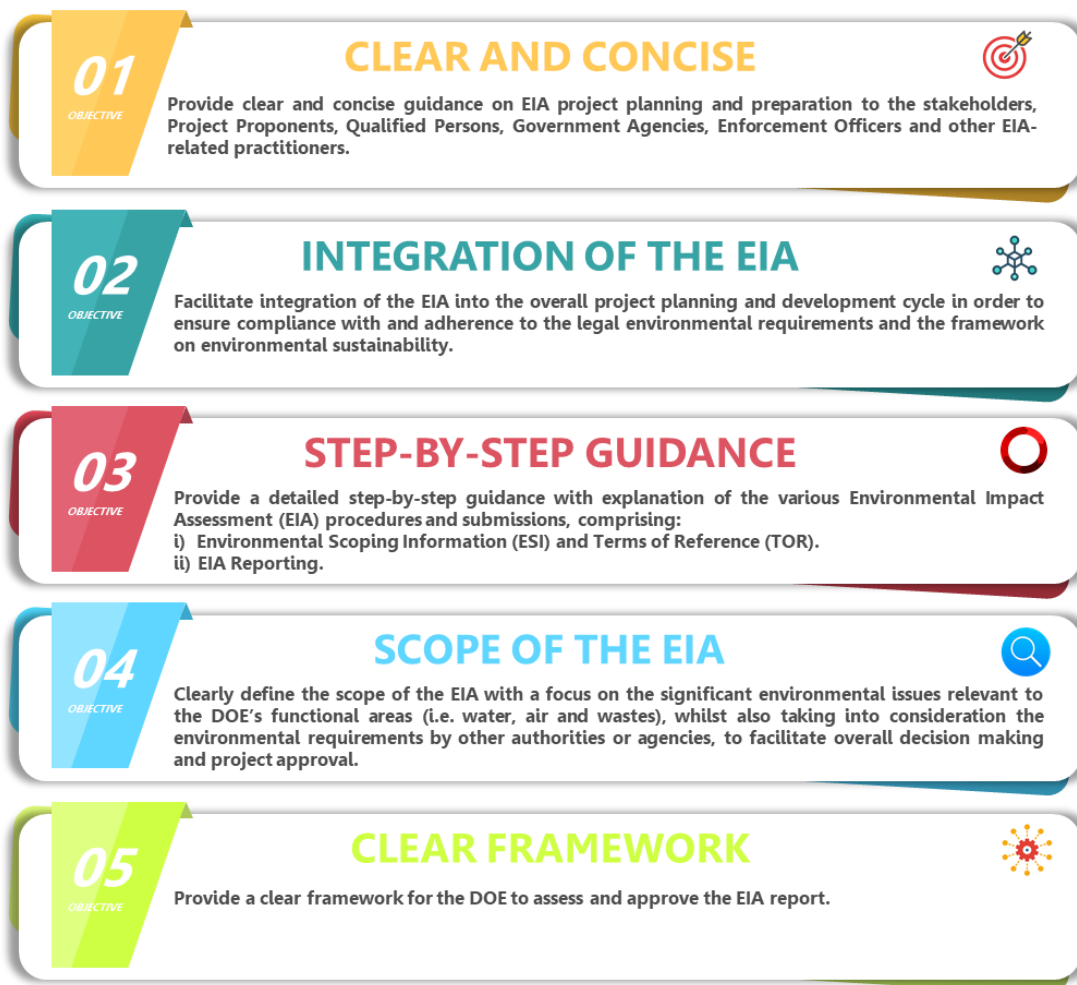 01
OBJECTIVE
CLEAR AND CONCISE
Provide clear and concise guidance on EIA project planning and preparation to the stakeholders,
Project Proponents, Qualified Persons, Government Agencies, Enforcement Officers and other EIA-
related practitioners.
02
OBJECTIVE
INTEGRATION OF THE EIA
Facilitate integration of the EIA into the overall project planning and development cycle in order to
ensure compliance with and adherence to the legal environmental requirements and the framework
on environmental sustainability.
03
OBJECTIVE
STEP-BY-STEP GUIDANCE
Provide a detailed step-by-step guidance with explanation of the various Environmental Impact
Assessment (EIA) procedures and submissions, comprising:
i) Environmental Scoping Information (ESI) and Terms of Reference (TOR).
ii) EIA Reporting.
04
OBJECTIVE
SCOPE OF THE EIA
Clearly define the scope of the EIA with a focus on the significant environmental issues relevant to
the DOE’s functional areas (i.e. water, air and wastes), whilst also taking into consideration the
environmental requirements by other authorities or agencies, to facilitate overall decision making
and project approval.
05
OBJECTIVE
CLEAR FRAMEWORK
Provide a clear framework for the DOE to assess and approve the EIA report.